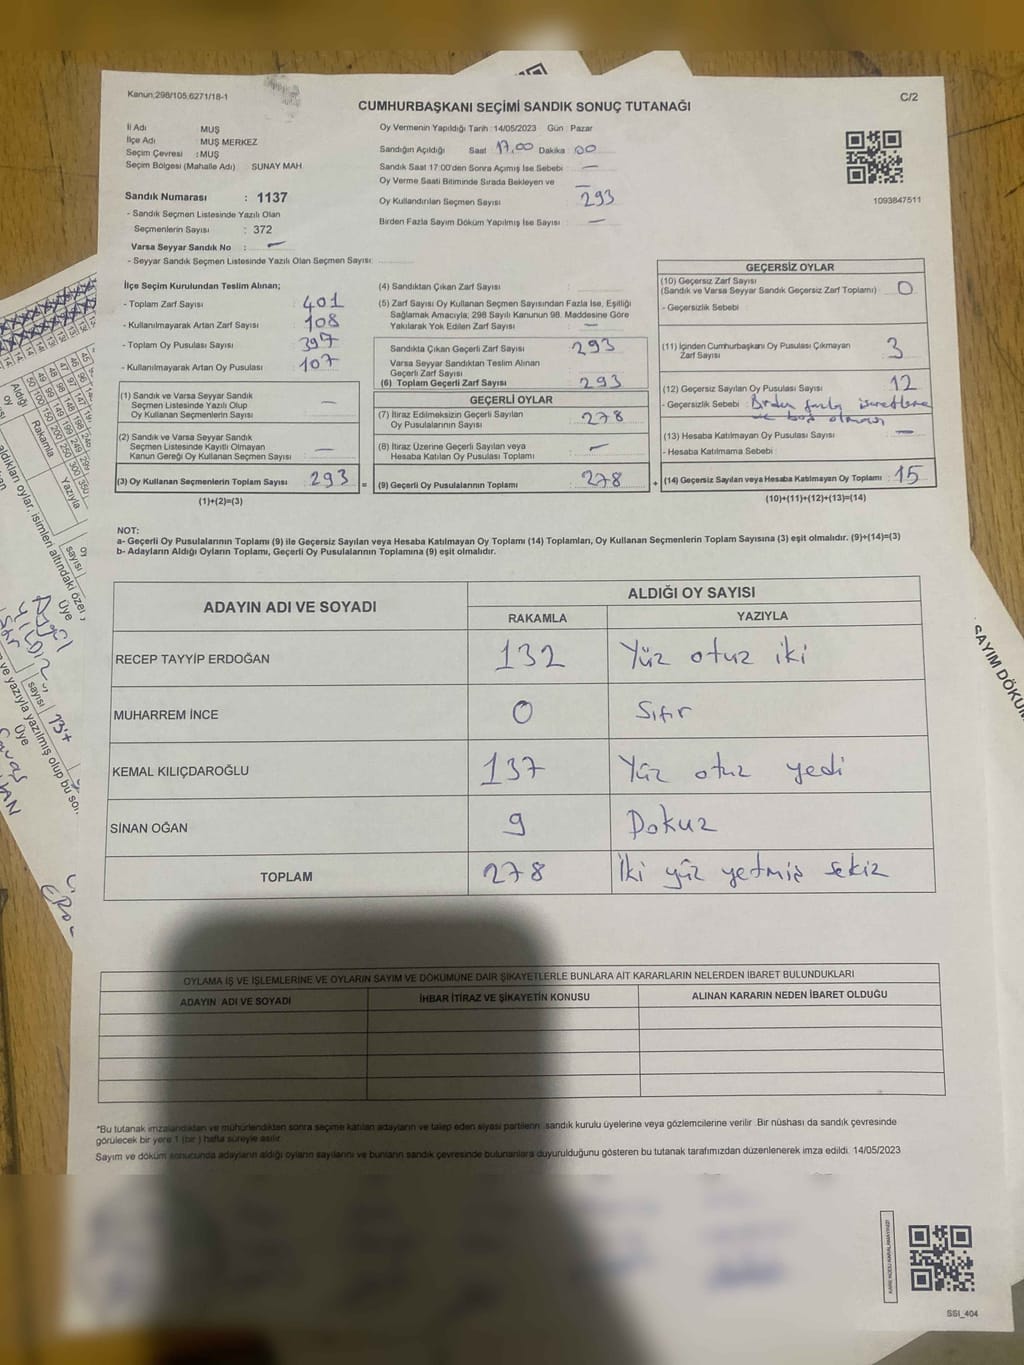 Kanun,298/105,6271/18-1
CUMHURBAŞKANI SEÇİMİ SANDIK SONUÇ TUTANAĞI
C/2
İl Adı MUŞ
İlçe Adı MUŞ MERKEZ
Seçim Çevresi : MUŞ
Seçim Bölgesi (Mahalle Adı) : SUNAY MAH.
Sandık Numarası : 1137
- Sandık Seçmen Listesinde Yazılı Olan
Seçmenlerin Sayısı : 372
Varsa Seyyar Sandık No : —
- Seyyar Sandık Seçmen Listesinde Yazılı Olan Seçmen Sayısı:
Oy Vermenin Yapıldığı Tarih :14/05/2023 Gün : Pazar
Sandığın Açıldığı Saat 17.00 Dakika : 00
Sandık Saat 17:00'den Sonra Açımış İse Sebebi : —
Oy Verme Saati Bitiminde Sırada Bekleyen ve —
Oy Kullandırılan Seçmen Sayısı 293
Birden Fazla Sayım Döküm Yapılmış İse Sayısı : —
1093847511
İlçe Seçim Kurulundan Teslim Alınan;
- Toplam Zarf Sayısı : 401
- Kullanılmayarak Artan Zarf Sayısı : 108
- Toplam Oy Pusulası Sayısı : 397
- Kullanılmayarak Artan Oy Pusulası : 107
(1) Sandık ve Varsa Seyyar Sandık
Seçmen Listesinde Yazılı Olup
Oy Kullanan Seçmenlerin Sayısı : —
(2) Sandık ve Varsa Seyyar Sandık
Seçmen Listesinde Kayıtlı Olmayan
Kanun Gereği Oy Kullanan Seçmen Sayısı : —
(3) Oy Kullanan Seçmenlerin Toplam Sayısı : 293 =
(1)+(2)=(3)
(4) Sandıktan Çıkan Zarf Sayısı :
(5) Zarf Sayısı Oy Kullanan Seçmen Sayısından Fazla İse, Eşitliği
Sağlamak Amacıyla, 298 Sayılı Kanunun 98. Maddesine Göre
Yakılarak Yok Edilen Zarf Sayısı : —
Sandıkta Çıkan Geçerli Zarf Sayısı : 293
Varsa Seyyar Sandıktan Teslim Alınan
Geçerli Zarf Sayısı
(6) Toplam Geçerli Zarf Sayısı : 293
GEÇERLİ OYLAR
(7) İtiraz Edilmeksizin Geçerli Sayılan
Oy Pusulasının Sayısı : 278
(8) İtiraz Üzerine Geçerli Sayılan veya
Hesaba Katılan Oy Pusulası Toplamı : —
(9) Geçerli Oy Pusulalarının Toplamı : 278 +
GEÇERSİZ OYLAR
(10) Geçersiz Zarf Sayısı
(Sandık ve Varsa Seyyar Sandık Geçersiz Zarf Toplamı) : 0
- Geçersizlik Sebebi :
(11) İçinden Cumhurbaşkanı Oy Pusulası Çıkmayan
Zarf Sayısı : 3
(12) Geçersiz Sayılan Oy Pusulası Sayısı : 12
- Geçersizlik Sebebi : Birden fazla işaretleme
ve boş olması
(13) Hesaba Katılmayan Oy Pusulası Sayısı : —
- Hesaba Katılmama Sebebi :
(14) Geçersiz Sayılan veya Hesaba Katılmayan Oy Toplamı : 15
(10)+(11)+(12)+(13)=(14)
NOT:
a- Geçerli Oy Pusulalarının Toplamı (9) ile Geçersiz Sayılan veya Hesaba Katılmayan Oy Toplamı (14) Toplamları, Oy Kullanan Seçmenlerin Toplam Sayısına (3) eşit olmalıdır. (9)+(14)=(3)
b- Adayların Aldığı Oyların Toplamı, Geçerli Oy Pusulalarının Toplamına (9) eşit olmalıdır.
ADAYIN ADI VE SOYADI ALDIĞI OY SAYISI
RAKAMLA YAZIYLA
RECEP TAYYİP ERDOĞAN 132 Yüz otuz iki
MUHARREM İNCE 0 Sıfır
KEMAL KILIÇDAROĞLU 137 Yüz otuz yedi
SİNAN OĞAN 9 Dokuz
TOPLAM 278 İki yüz yetmiş sekiz
OYLAMA İŞ VE İŞLEMLERİNE VE OYLARIN SAYIM VE DÖKÜMÜNE DAİR ŞİKAYETLERLE BUNLARA AİT KARARLARIN NELERDEN İBARET BULUNDUKLARI
ADAYIN ADI VE SOYADI İHBAR İTİRAZ VE ŞİKAYETİN KONUSU ALINAN KARARIN NEDEN İBARET OLDUĞU
*Bu tutanak imzalandıktan ve mühürlendikten sonra seçime katılan adayların ve talep eden siyasi partilerin sandık kurulu üyelerine veya gözlemcilerine verilir. Bir nüshası da sandık çevresinde
görülecek bir yere 1 (bir) hafta süreyle asılır.
Sayım ve döküm sonucunda adayların aldığı oyların sayılarını ve bunların sandık çevresinde bulunanlara duyurulduğunu gösteren bu tutanak tarafımızdan düzenlenerek imza edildi. 14/05/2023
SSI_404
SAYIM DÖKÜM
Adığı
oy
Rakamla
Yazıyla
sayısı
Üye